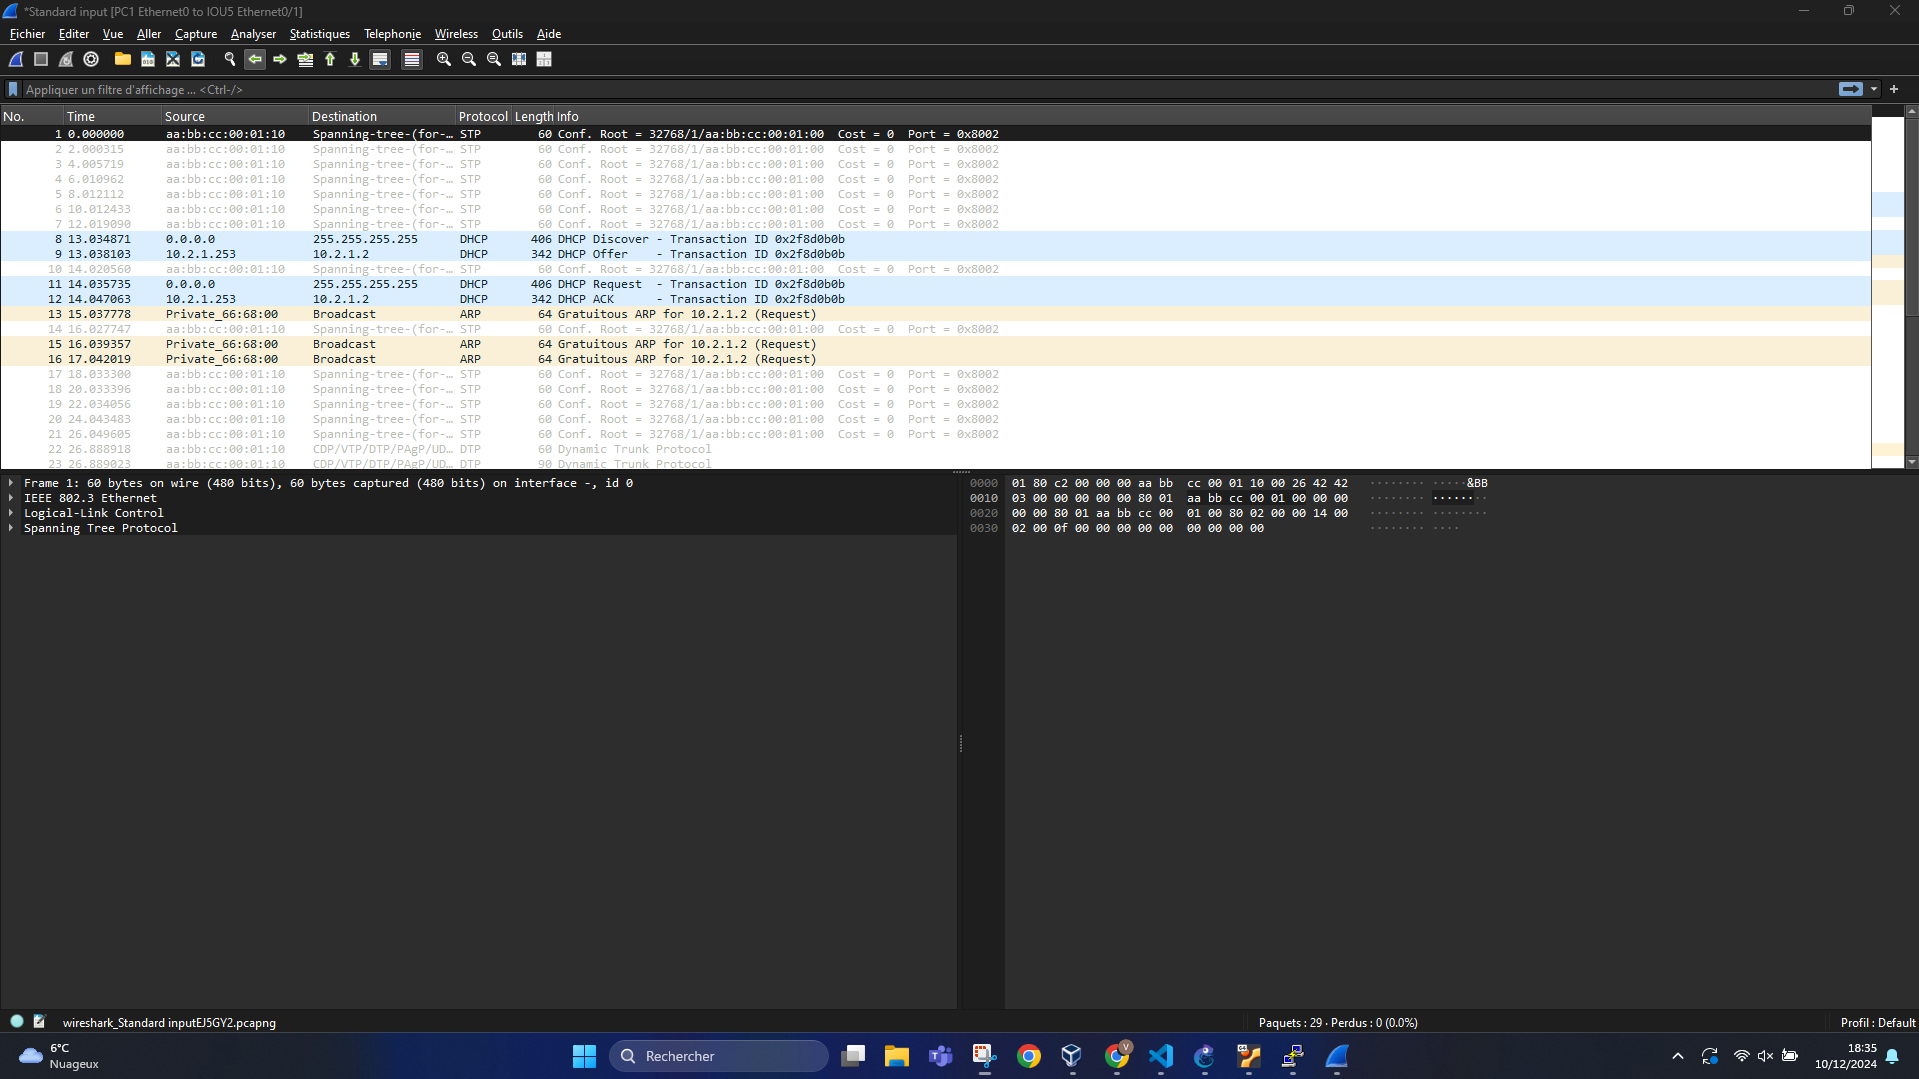 *Standard input [PC1 Ethernet0 to IOU5 Ethernet0/1]
Fichier Editer Vue Aller Capture Analyser Statistiques Telephonie Wireless Outils Aide
Appliquer un filtre d'affichage ... <Ctrl-/>
No. Time Source Destination Protocol Length Info
1 0.000000 aa:bb:cc:00:01:10 Spanning-tree-(for-… STP 60 Conf. Root = 32768/1/aa:bb:cc:00:01:00 Cost = 0 Port = 0x8002
2 2.000315 aa:bb:cc:00:01:10 Spanning-tree-(for-… STP 60 Conf. Root = 32768/1/aa:bb:cc:00:01:00 Cost = 0 Port = 0x8002
3 4.005719 aa:bb:cc:00:01:10 Spanning-tree-(for-… STP 60 Conf. Root = 32768/1/aa:bb:cc:00:01:00 Cost = 0 Port = 0x8002
4 6.010962 aa:bb:cc:00:01:10 Spanning-tree-(for-… STP 60 Conf. Root = 32768/1/aa:bb:cc:00:01:00 Cost = 0 Port = 0x8002
5 8.012112 aa:bb:cc:00:01:10 Spanning-tree-(for-… STP 60 Conf. Root = 32768/1/aa:bb:cc:00:01:00 Cost = 0 Port = 0x8002
6 10.012433 aa:bb:cc:00:01:10 Spanning-tree-(for-… STP 60 Conf. Root = 32768/1/aa:bb:cc:00:01:00 Cost = 0 Port = 0x8002
7 12.019090 aa:bb:cc:00:01:10 Spanning-tree-(for-… STP 60 Conf. Root = 32768/1/aa:bb:cc:00:01:00 Cost = 0 Port = 0x8002
8 13.034871 0.0.0.0 255.255.255.255 DHCP 406 DHCP Discover - Transaction ID 0x2f8d0b0b
9 13.038103 10.2.1.253 10.2.1.2 DHCP 342 DHCP Offer - Transaction ID 0x2f8d0b0b
10 14.020560 aa:bb:cc:00:01:10 Spanning-tree-(for-… STP 60 Conf. Root = 32768/1/aa:bb:cc:00:01:00 Cost = 0 Port = 0x8002
11 14.035735 0.0.0.0 255.255.255.255 DHCP 406 DHCP Request - Transaction ID 0x2f8d0b0b
12 14.047063 10.2.1.253 10.2.1.2 DHCP 342 DHCP ACK - Transaction ID 0x2f8d0b0b
13 15.037778 Private_66:68:00 Broadcast ARP 64 Gratuitous ARP for 10.2.1.2 (Request)
14 16.027747 aa:bb:cc:00:01:10 Spanning-tree-(for-… STP 60 Conf. Root = 32768/1/aa:bb:cc:00:01:00 Cost = 0 Port = 0x8002
15 16.039357 Private_66:68:00 Broadcast ARP 64 Gratuitous ARP for 10.2.1.2 (Request)
16 17.042019 Private_66:68:00 Broadcast ARP 64 Gratuitous ARP for 10.2.1.2 (Request)
17 18.033300 aa:bb:cc:00:01:10 Spanning-tree-(for-… STP 60 Conf. Root = 32768/1/aa:bb:cc:00:01:00 Cost = 0 Port = 0x8002
18 20.033396 aa:bb:cc:00:01:10 Spanning-tree-(for-… STP 60 Conf. Root = 32768/1/aa:bb:cc:00:01:00 Cost = 0 Port = 0x8002
19 22.034056 aa:bb:cc:00:01:10 Spanning-tree-(for-… STP 60 Conf. Root = 32768/1/aa:bb:cc:00:01:00 Cost = 0 Port = 0x8002
20 24.043483 aa:bb:cc:00:01:10 Spanning-tree-(for-… STP 60 Conf. Root = 32768/1/aa:bb:cc:00:01:00 Cost = 0 Port = 0x8002
21 26.049605 aa:bb:cc:00:01:10 Spanning-tree-(for-… STP 60 Conf. Root = 32768/1/aa:bb:cc:00:01:00 Cost = 0 Port = 0x8002
22 26.888918 aa:bb:cc:00:01:10 CDP/VTP/DTP/PAgP/UD… DTP 60 Dynamic Trunk Protocol
23 26.889023 aa:bb:cc:00:01:10 CDP/VTP/DTP/PAgP/UD… DTP 90 Dynamic Trunk Protocol
Frame 1: 60 bytes on wire (480 bits), 60 bytes captured (480 bits) on interface -, id 0
IEEE 802.3 Ethernet
Logical-Link Control
Spanning Tree Protocol
0000 01 80 c2 00 00 00 aa bb cc 00 01 10 00 26 42 42 ········ ·····&BB
0010 03 00 00 00 00 00 80 01 aa bb cc 00 01 00 00 00 ········ ········
0020 00 00 80 01 aa bb cc 00 01 00 80 02 00 00 14 00 ········ ········
0030 02 00 0f 00 00 00 00 00 00 00 00 00 ········ ····
wireshark_Standard inputEJ5GY2.pcapng
Paquets : 29 · Perdus : 0 (0.0%)
Profil : Default
6°C
Nuageux
Rechercher
V
64
18:35
10/12/2024